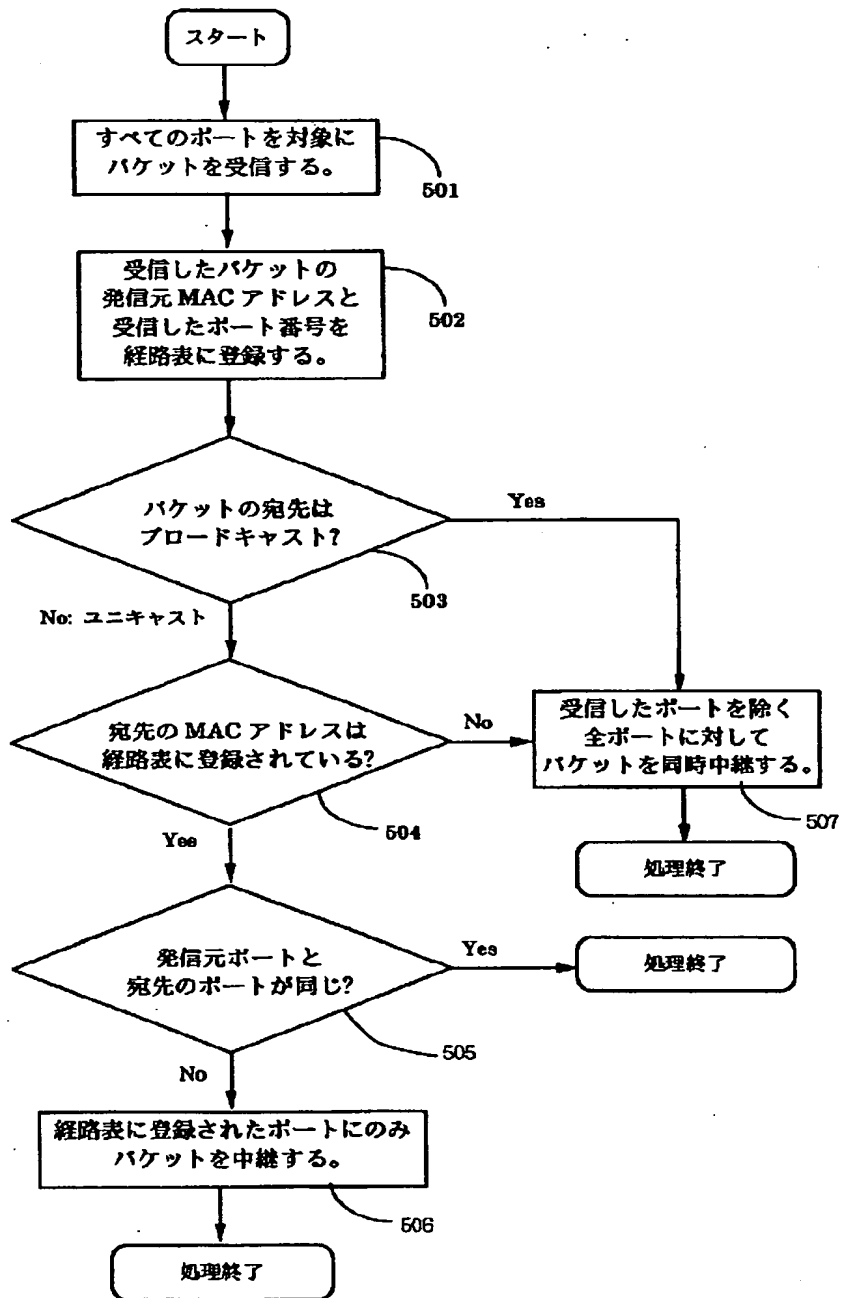 スタート
すべてのポートを対象に
パケットを受信する。
501
受信したパケットの
発信元 MAC アドレスと
受信したポート番号を
経路表に登録する。
502
パケットの宛先は
ブロードキャスト?
503
Yes
No: ユニキャスト
宛先の MAC アドレスは
経路表に登録されている?
504
No
受信したポートを除く
全ポートに対して
パケットを同時中継する。
507
処理終了
Yes
発信元ポートと
宛先のポートが同じ?
505
Yes
処理終了
No
経路表に登録されたポートにのみ
パケットを中継する。
506
処理終了